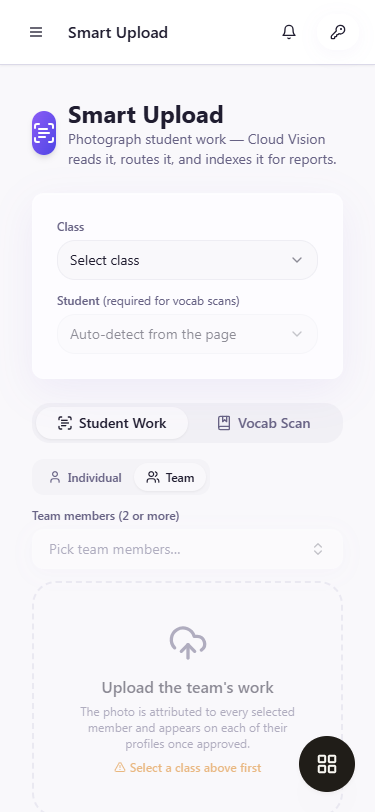 Smart Upload
Smart Upload
Photograph student work — Cloud Vision
reads it, routes it, and indexes it for reports.
Class
Select class
Student (required for vocab scans)
Auto-detect from the page
Student Work
Vocab Scan
Individual
Team
Team members (2 or more)
Pick team members...
Upload the team's work
The photo is attributed to every selected
member and appears on each of their
profiles once approved.
Select a class above first